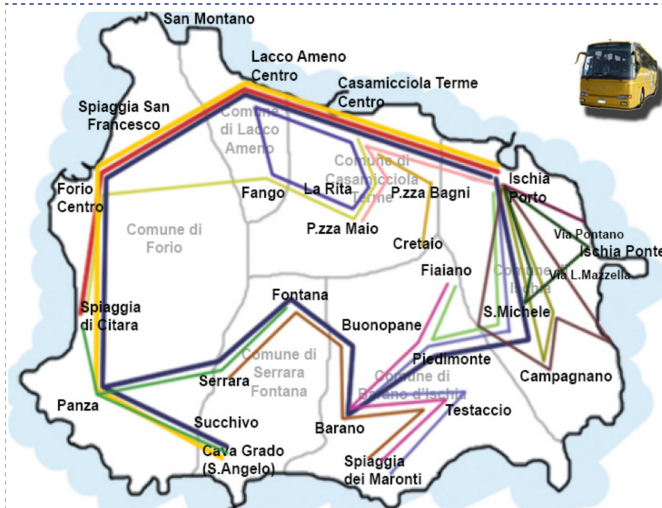 San Montano
Lacco Ameno
Centro
Casamicciola Terme
Centro
Spiaggia San
Francesco
Comune
di Lacco
Ameno
Comune di
Casamicciola
Terme
Forio
Centro
Fango
La Rita
P.zza Bagni
Ischia
Porto
P.zza Maio
Comune di
Forio
Cretaio
Via Pontano
Ischia Ponte
Fiaiano
Comune di
Ischia
Via L.Mazzella
Spiaggia
di Citara
Fontana
Buonopane
S.Michele
Serrara
Comune di
Serrara
Fontana
Piedimonte
Comune di
Barano d'Ischia
Campagnano
Panza
Succhivo
Barano
Testaccio
Cava Grado
(S.Angelo)
Spiaggia
dei Maronti